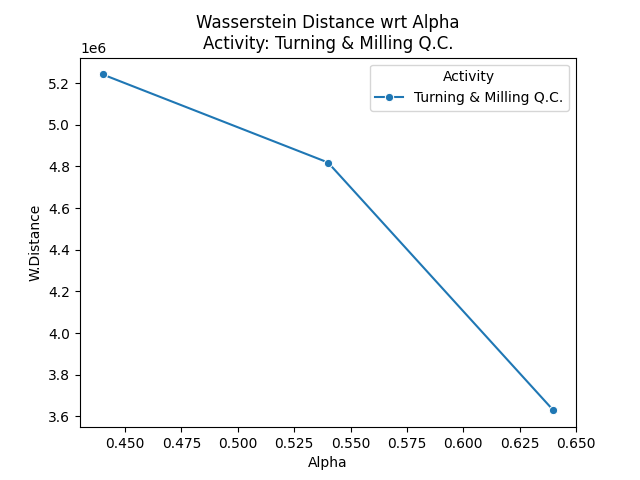 Wasserstein Distance wrt Alpha
Activity: Turning & Milling Q.C.
1e6
Activity
Turning & Milling Q.C.
5.2
5.0
4.8
4.6
4.4
4.2
4.0
3.8
3.6
W.Distance
0.450 0.475 0.500 0.525 0.550 0.575 0.600 0.625 0.650
Alpha